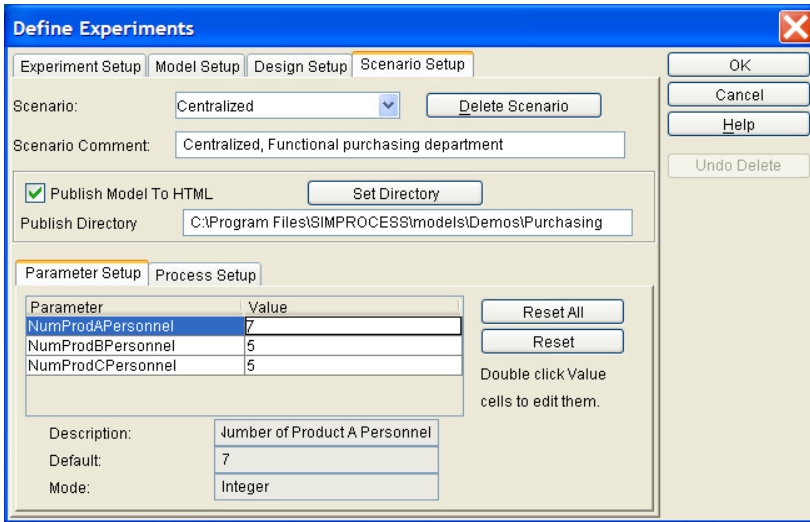 Define Experiments
Experiment Setup Model Setup Design Setup Scenario Setup
OK
Cancel
Help
Undo Delete
Scenario: Centralized Delete Scenario
Scenario Comment: Centralized, Functional purchasing department
Publish Model To HTML Set Directory
Publish Directory C:\Program Files\SIMPROCESS\models\Demos\Purchasing
Parameter Setup Process Setup
Parameter Value
NumProdAPersonnel 7
NumProdBPersonnel 5
NumProdCPersonnel 5
Reset All
Reset
Double click Value
cells to edit them.
Description: Number of Product A Personnel
Default: 7
Mode: Integer